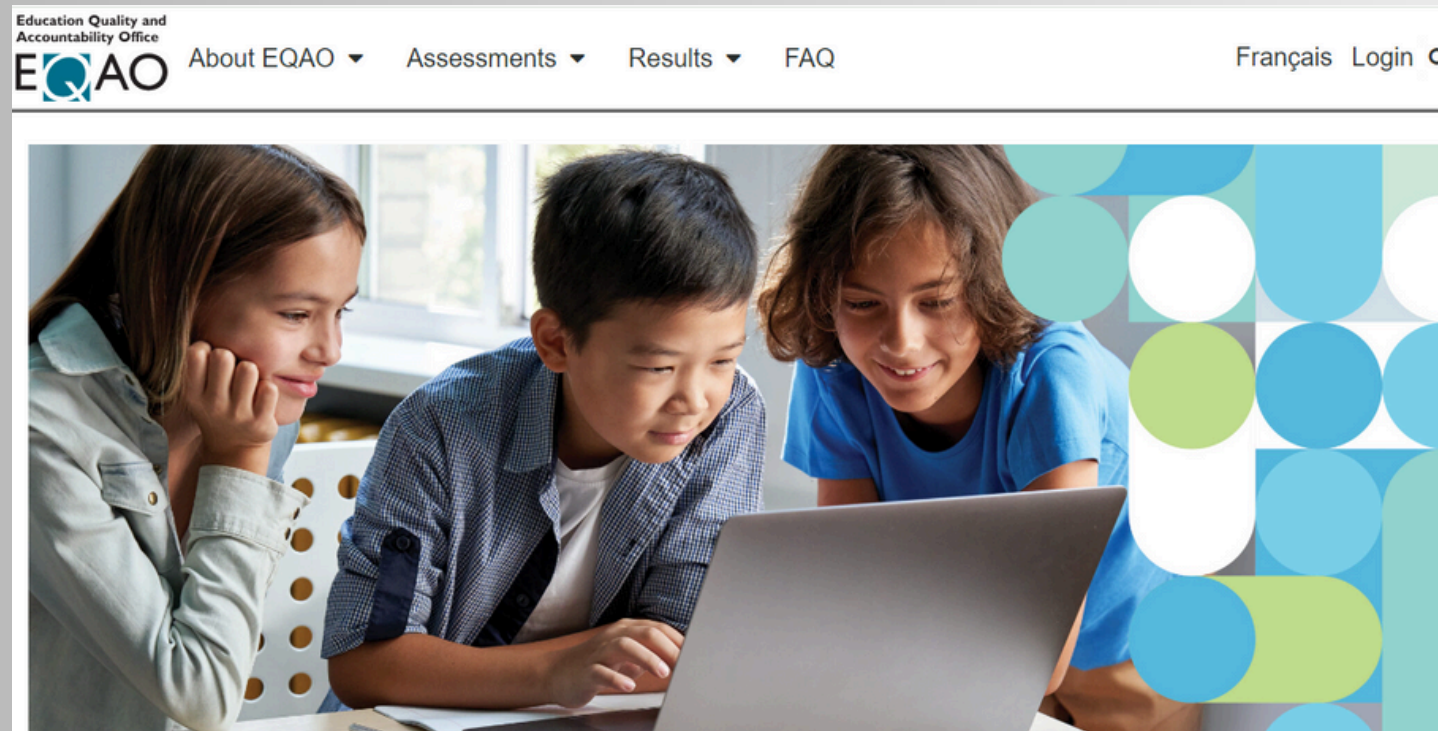 Education Quality and
Accountability Office
EQAO
About EQAO Assessments Results FAQ Français Login